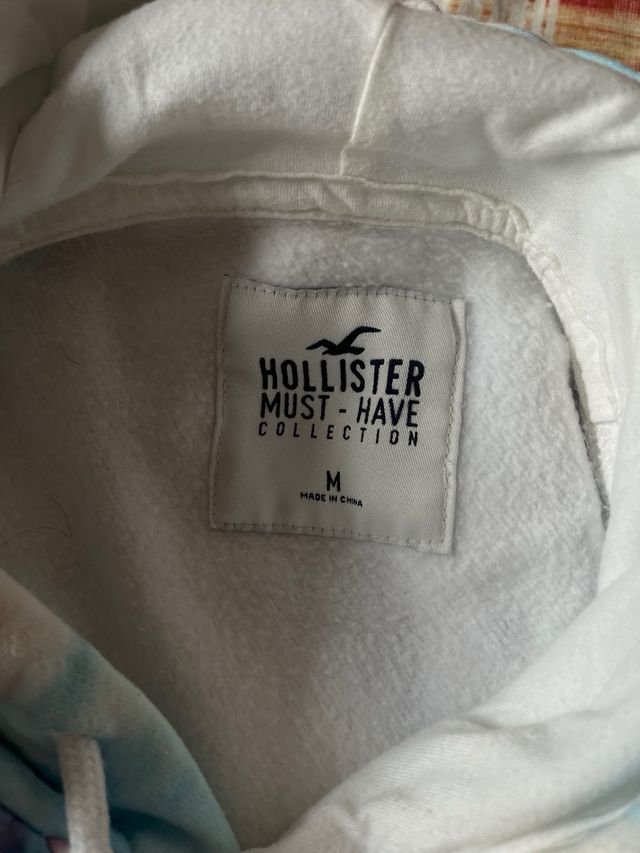 HOLLISTER
MUST - HAVE
COLLECTION
M
MADE IN CHINA